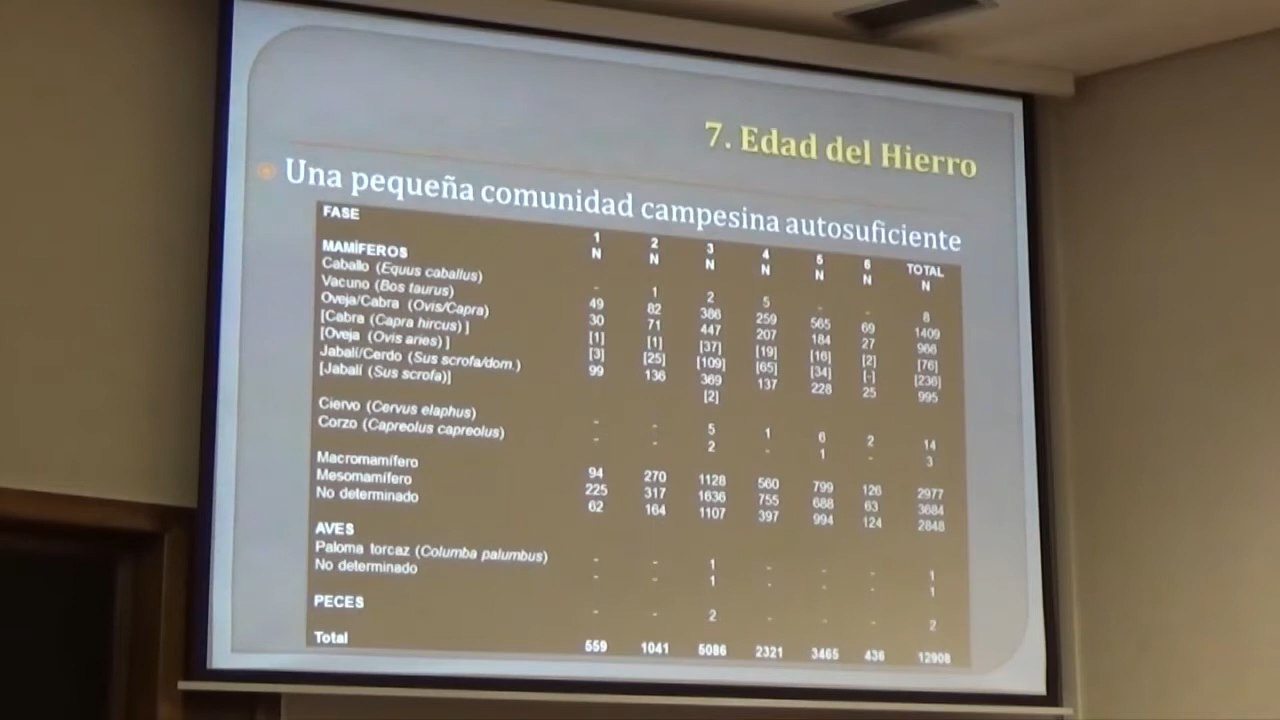 7. Edad del Hierro
Una pequeña comunidad campesina autosuficiente
FASE 1 2 3 4 5 6 TOTAL
MAMÍFEROS N N N N N N N
Caballo (Equus caballus) - 1 2 5 - - 8
Vacuno (Bos taurus) 49 82 386 259 565 69 1409
Oveja/Cabra (Ovis/Capra) 30 71 447 207 184 27 966
[Cabra (Capra hircus)] [1] [1] [37] [19] [16] [2] [76]
[Oveja (Ovis aries)] [3] [25] [109] [65] [34] [-] [236]
Jabalí/Cerdo (Sus scrofa/dom.) 99 136 369 137 228 25 995
[Jabalí (Sus scrofa)] [2]
Ciervo (Cervus elaphus) - - 5 1 6 2 14
Corzo (Capreolus capreolus) - - 2 - 1 - 3
Macromamífero 94 270 1128 560 799 126 2977
Mesomamífero 225 317 1636 755 688 63 3684
No determinado 62 164 1107 397 994 124 2848
AVES
Paloma torcaz (Columba palumbus) - - 1 - - - 1
No determinado - - 1 - - - 1
PECES - - 2 - - - 2
Total 559 1041 5086 2321 3465 436 12908